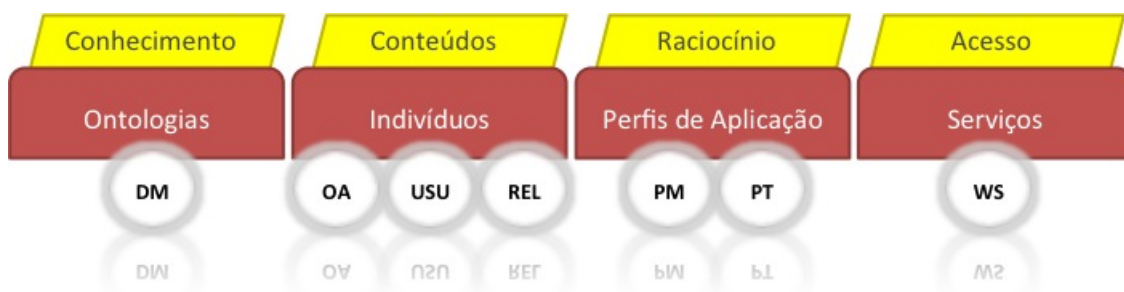 Conhecimento Conteúdos Raciocínio Acesso
Ontologias Indivíduos Perfis de Aplicação Serviços
DM OA USU REL PM PT WS